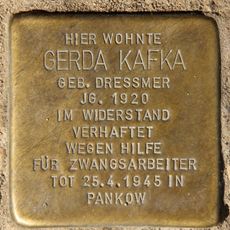 HIER WOHNTE
GERDA KAFKA
GEB. DRESSMER
JG. 1920
IM WIDERSTAND
VERHAFTET
WEGEN HILFE
FÜR ZWANGSARBEITER
TOT 25.4.1945 IN
PANKOW